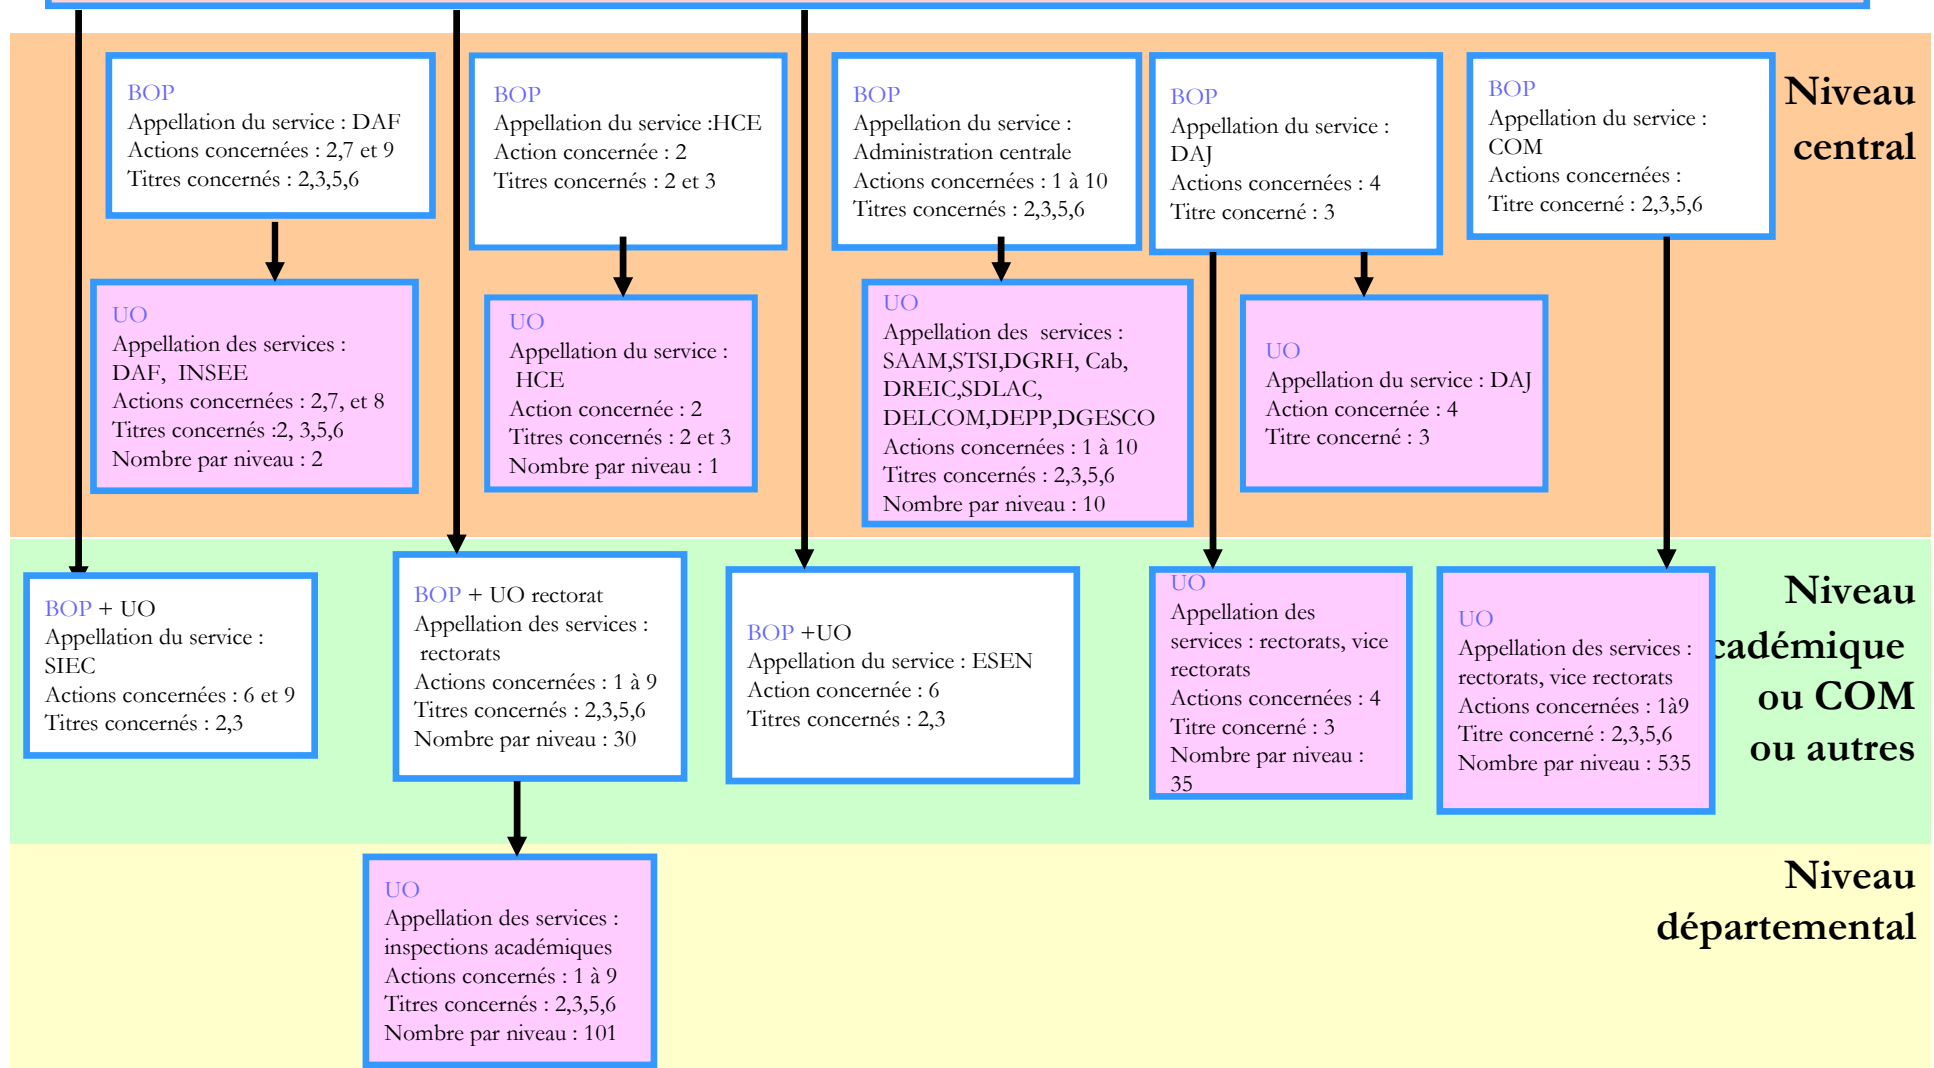 BOP
Appellation du service : DAF
Actions concernées : 2,7 et 9
Titres concernés : 2,3,5,6
BOP
Appellation du service :HCE
Action concernée : 2
Titres concernés : 2 et 3
BOP
Appellation du service :
Administration centrale
Actions concernées : 1 à 10
Titres concernés : 2,3,5,6
BOP
Appellation du service :
DAJ
Actions concernées : 4
Titre concerné : 3
BOP
Appellation du service :
COM
Actions concernées :
Titre concerné : 2,3,5,6
Niveau
central
UO
Appellation des services :
DAF, INSEE
Actions concernées : 2,7, et 8
Titres concernés :2, 3,5,6
Nombre par niveau : 2
UO
Appellation du service :
HCE
Action concernée : 2
Titres concernés : 2 et 3
Nombre par niveau : 1
UO
Appellation des services :
SAAM,STSI,DGRH, Cab,
DREIC,SDLAC,
DELCOM,DEPP,DGESCO
Actions concernées : 1 à 10
Titres concernés : 2,3,5,6
Nombre par niveau : 10
UO
Appellation du service : DAJ
Action concernée : 4
Titre concerné : 3
BOP + UO
Appellation du service :
SIEC
Actions concernées : 6 et 9
Titres concernés : 2,3
BOP + UO rectorat
Appellation des services :
rectorats
Actions concernées : 1 à 9
Titres concernés : 2,3,5,6
Nombre par niveau : 30
BOP +UO
Appellation du service : ESEN
Action concernée : 6
Titres concernés : 2,3
UO
Appellation des
services : rectorats, vice
rectorats
Actions concernées : 4
Titre concerné : 3
Nombre par niveau :
35
UO
Appellation des services :
rectorats, vice rectorats
Actions concernées : 1à9
Titre concerné : 2,3,5,6
Nombre par niveau : 535
Niveau
cadémique
ou COM
ou autres
UO
Appellation des services :
inspections académiques
Actions concernés : 1 à 9
Titres concernés : 2,3,5,6
Nombre par niveau : 101
Niveau
départemental